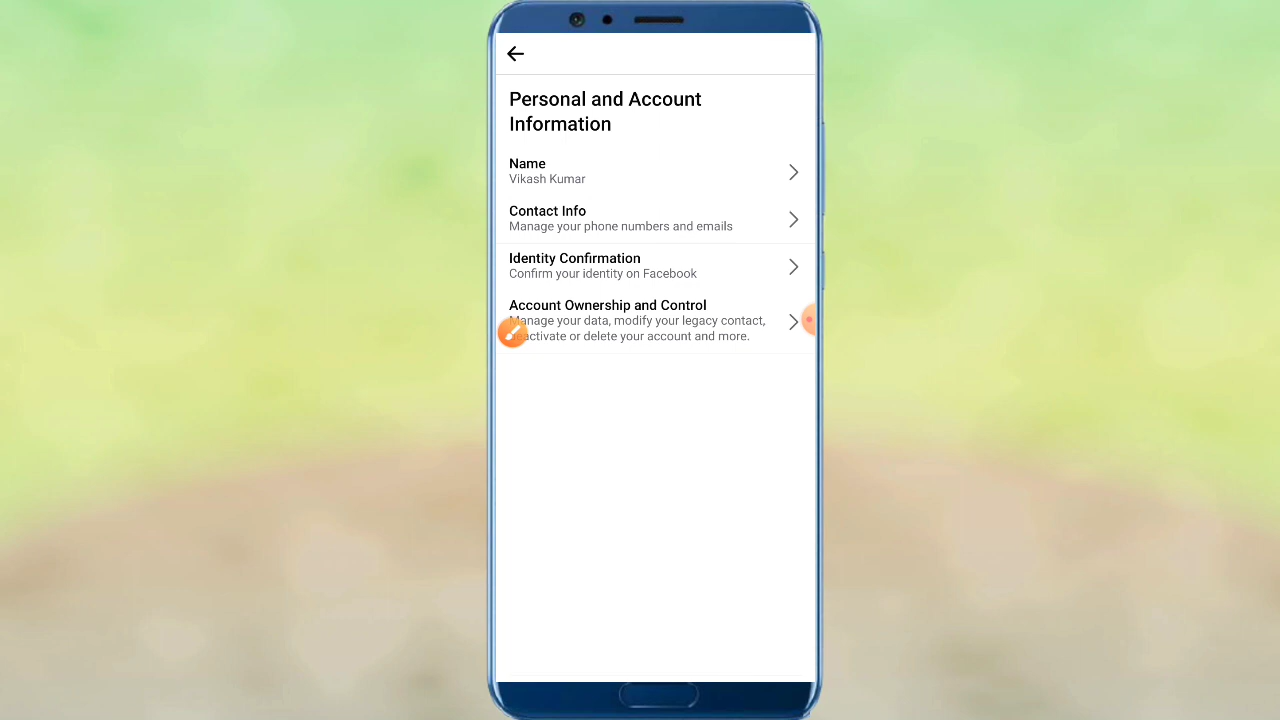 Personal and Account
Information
Name
Vikash Kumar
Contact Info
Manage your phone numbers and emails
Identity Confirmation
Confirm your identity on Facebook
Account Ownership and Control
Manage your data, modify your legacy contact,
deactivate or delete your account and more.